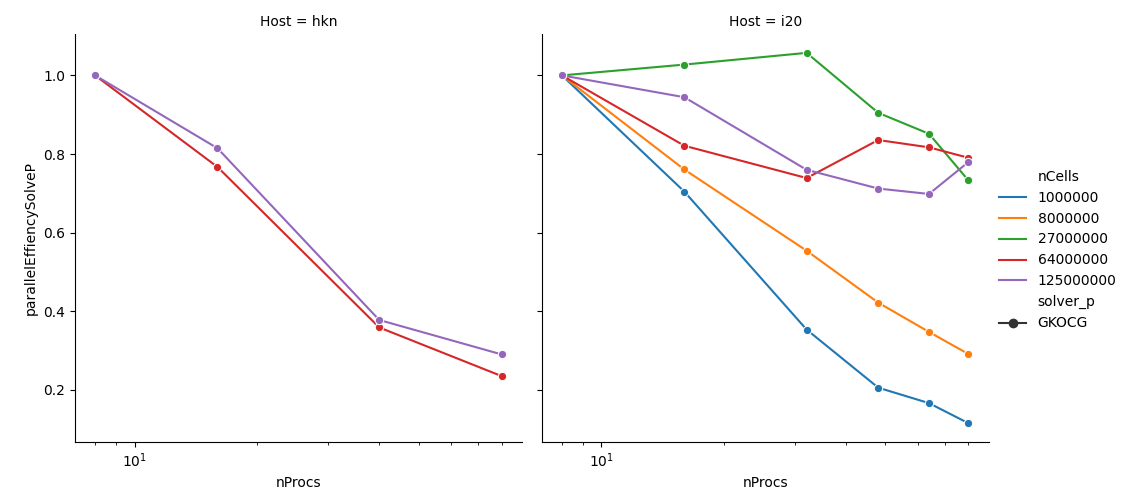 Host = hkn
Host = i20
parallelEffiencySolveP
1.0
0.8
0.6
0.4
0.2
10¹
10¹
nProcs
nProcs
nCells
1000000
8000000
27000000
64000000
125000000
solver_p
GKOCG